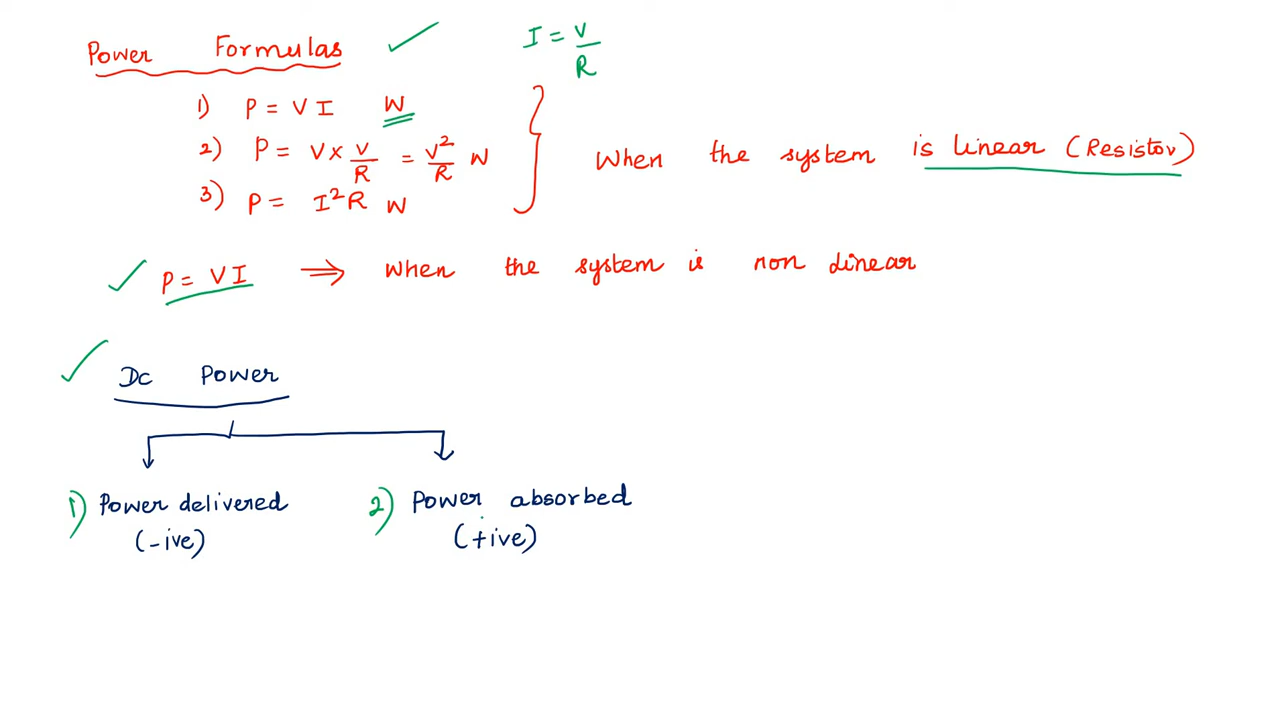 Power Formulas
I = V/R
1) P = V I W
2) P = V × V/R = V²/R W
3) P = I²R W
When the system is linear (Resistor)
P = VI ⇒ When the system is non linear
Dc Power
1) Power delivered 2) Power absorbed
(-ive) (+ive)